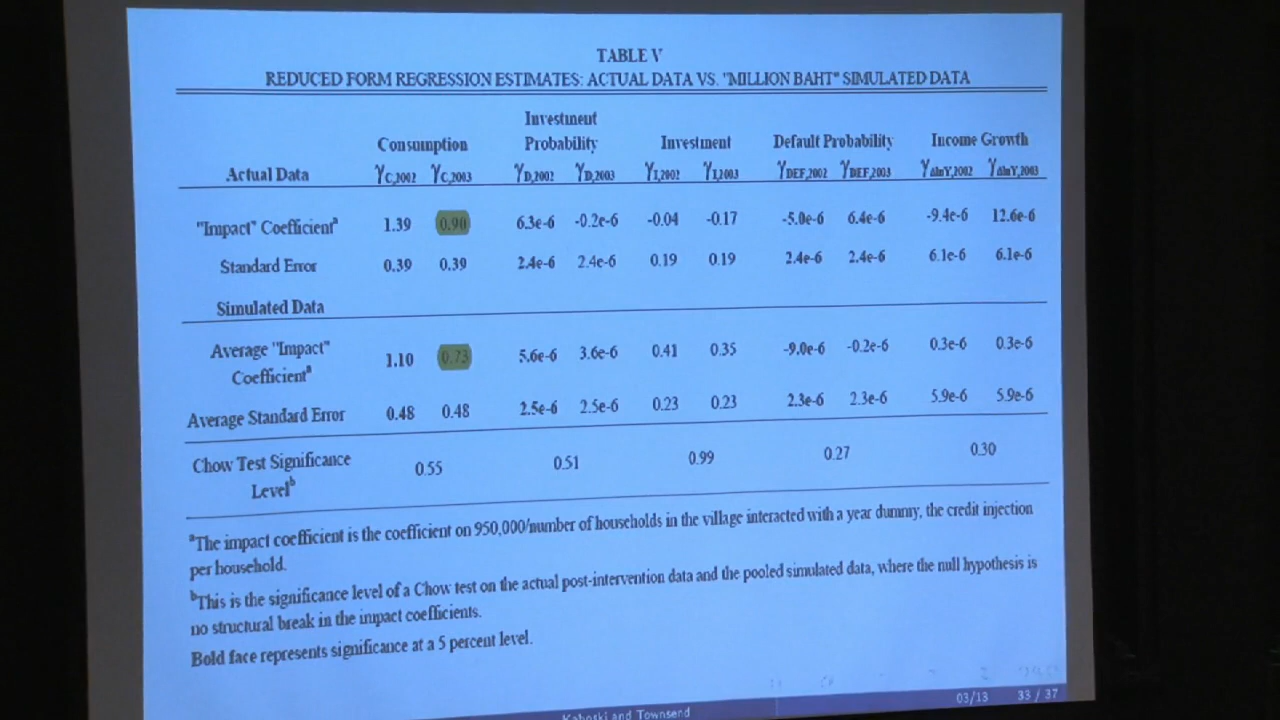 TABLE V
REDUCED FORM REGRESSION ESTIMATES: ACTUAL DATA VS. "MILLION BAHT" SIMULATED DATA
Consumption Investment Probability Investment Default Probability Income Growth
Actual Data γC,2002 γC,2003 γD,2002 γD,2003 γI,2002 γI,2003 γDEF,2002 γDEF,2003 γΔlnY,2002 γΔlnY,2003
"Impact" Coefficientᵃ 1.39 0.90 6.3e-6 -0.2e-6 -0.04 -0.17 -5.0e-6 6.4e-6 -9.4e-6 12.6e-6
Standard Error 0.39 0.39 2.4e-6 2.4e-6 0.19 0.19 2.4e-6 2.4e-6 6.1e-6 6.1e-6
Simulated Data
Average "Impact" Coefficientᵃ 1.10 0.73 5.6e-6 3.6e-6 0.41 0.35 -9.0e-6 -0.2e-6 0.3e-6 0.3e-6
Average Standard Error 0.48 0.48 2.5e-6 2.5e-6 0.23 0.23 2.3e-6 2.3e-6 5.9e-6 5.9e-6
Chow Test Significance Levelᵇ 0.55 0.51 0.99 0.27 0.30
ᵃThe impact coefficient is the coefficient on 950,000/number of households in the village interacted with a year dummy, the credit injection
per household.
ᵇThis is the significance level of a Chow test on the actual post-intervention data and the pooled simulated data, where the null hypothesis is
no structural break in the impact coefficients.
Bold face represents significance at a 5 percent level.
Kaboski and Townsend 03/13 33 / 37